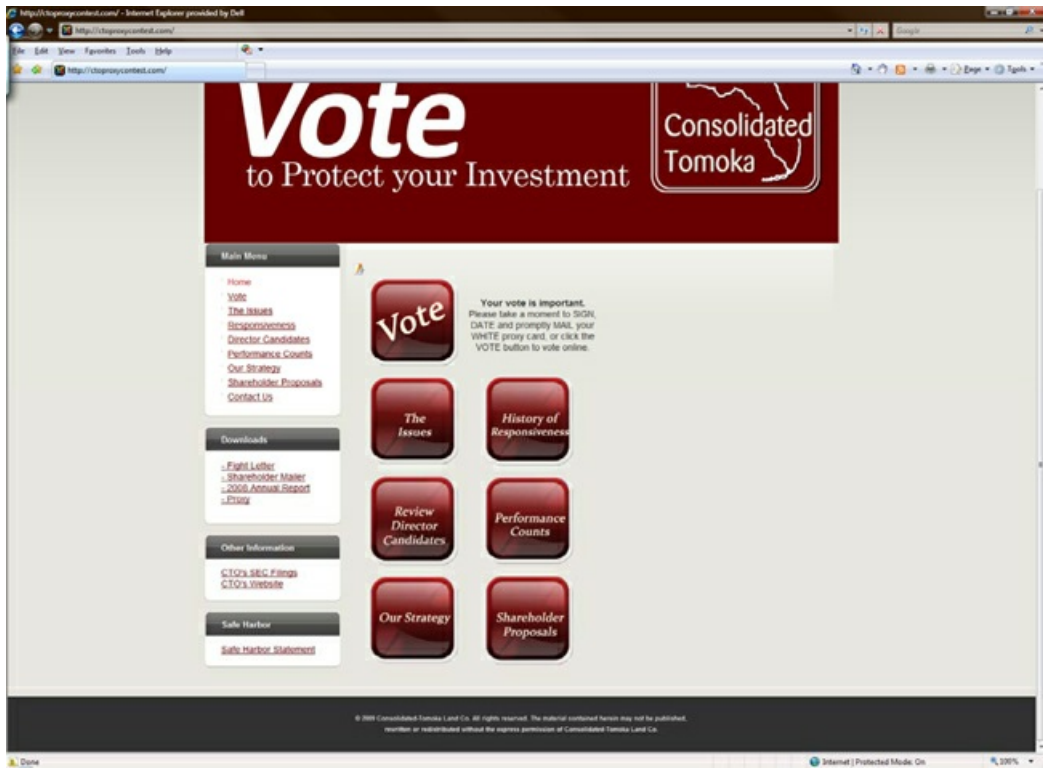 http://ctoproxycontest.com/ - Internet Explorer provided by Dell
http://ctoproxycontest.com/
Google
File Edit View Favorites Tools Help
http://ctoproxycontest.com/
Page Tools
Vote
to Protect your Investment
Consolidated
Tomoka
Main Menu
Home
Vote
The Issues
Responsiveness
Director Candidates
Performance Counts
Our Strategy
Shareholder Proposals
Contact Us
Downloads
- Fight Letter
- Shareholder Mailer
- 2008 Annual Report
- Proxy
Other Information
CTO's SEC Filings
CTO's Website
Safe Harbor
Safe Harbor Statement
Vote
Your vote is important.
Please take a moment to SIGN,
DATE and promptly MAIL your
WHITE proxy card, or click the
VOTE button to vote online.
The
Issues
History of
Responsiveness
Review
Director
Candidates
Performance
Counts
Our Strategy
Shareholder
Proposals
© 2009 Consolidated-Tomoka Land Co. All rights reserved. The material contained herein may not be published,
rewritten or redistributed without the express permission of Consolidated-Tomoka Land Co.
Done
Internet | Protected Mode: On
100%